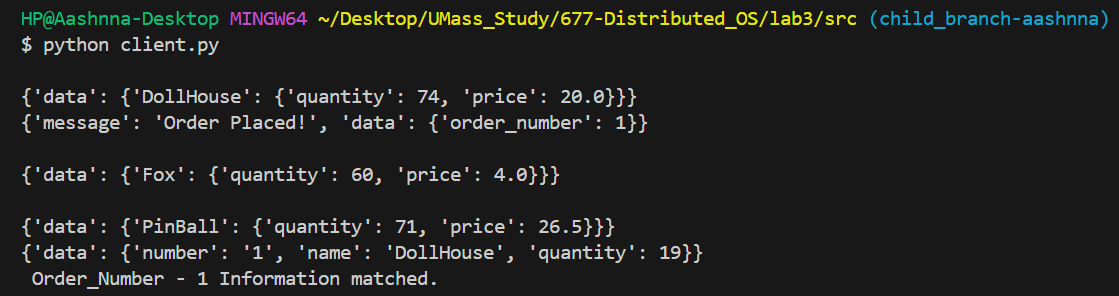 HP@Aashnna-Desktop MINGW64 ~/Desktop/UMass_Study/677-Distributed_OS/lab3/src (child_branch-aashnna)
$ python client.py
{'data': {'DollHouse': {'quantity': 74, 'price': 20.0}}}
{'message': 'Order Placed!', 'data': {'order_number': 1}}
{'data': {'Fox': {'quantity': 60, 'price': 4.0}}}
{'data': {'PinBall': {'quantity': 71, 'price': 26.5}}}
{'data': {'number': '1', 'name': 'DollHouse', 'quantity': 19}}
Order_Number - 1 Information matched.